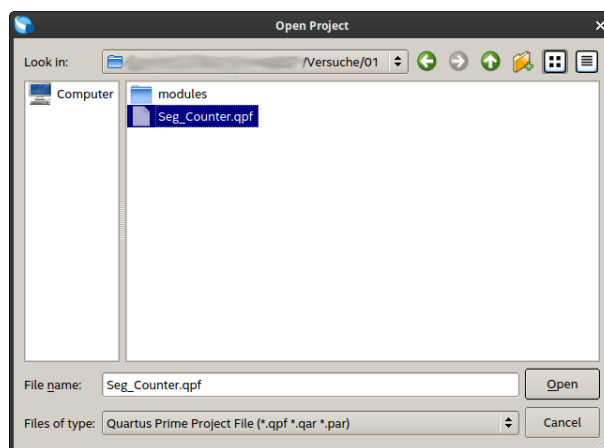 Open Project
Look in: /Versuche/01
Computer
modules
Seg_Counter.qpf
File name: Seg_Counter.qpf Open
Files of type: Quartus Prime Project File (*.qpf *.qar *.par) Cancel